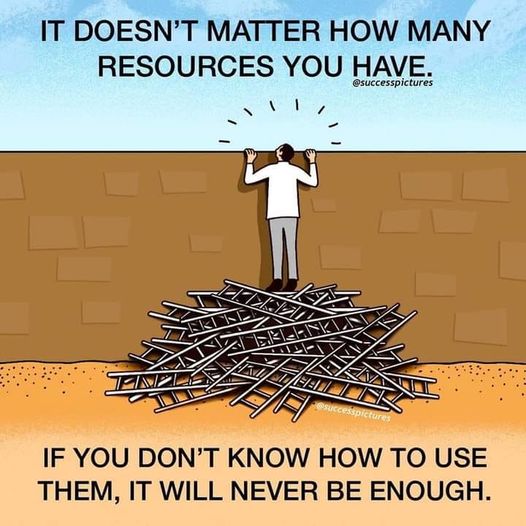 IT DOESN'T MATTER HOW MANY
RESOURCES YOU HAVE.
@successpictures
@successpictures
IF YOU DON'T KNOW HOW TO USE
THEM, IT WILL NEVER BE ENOUGH.